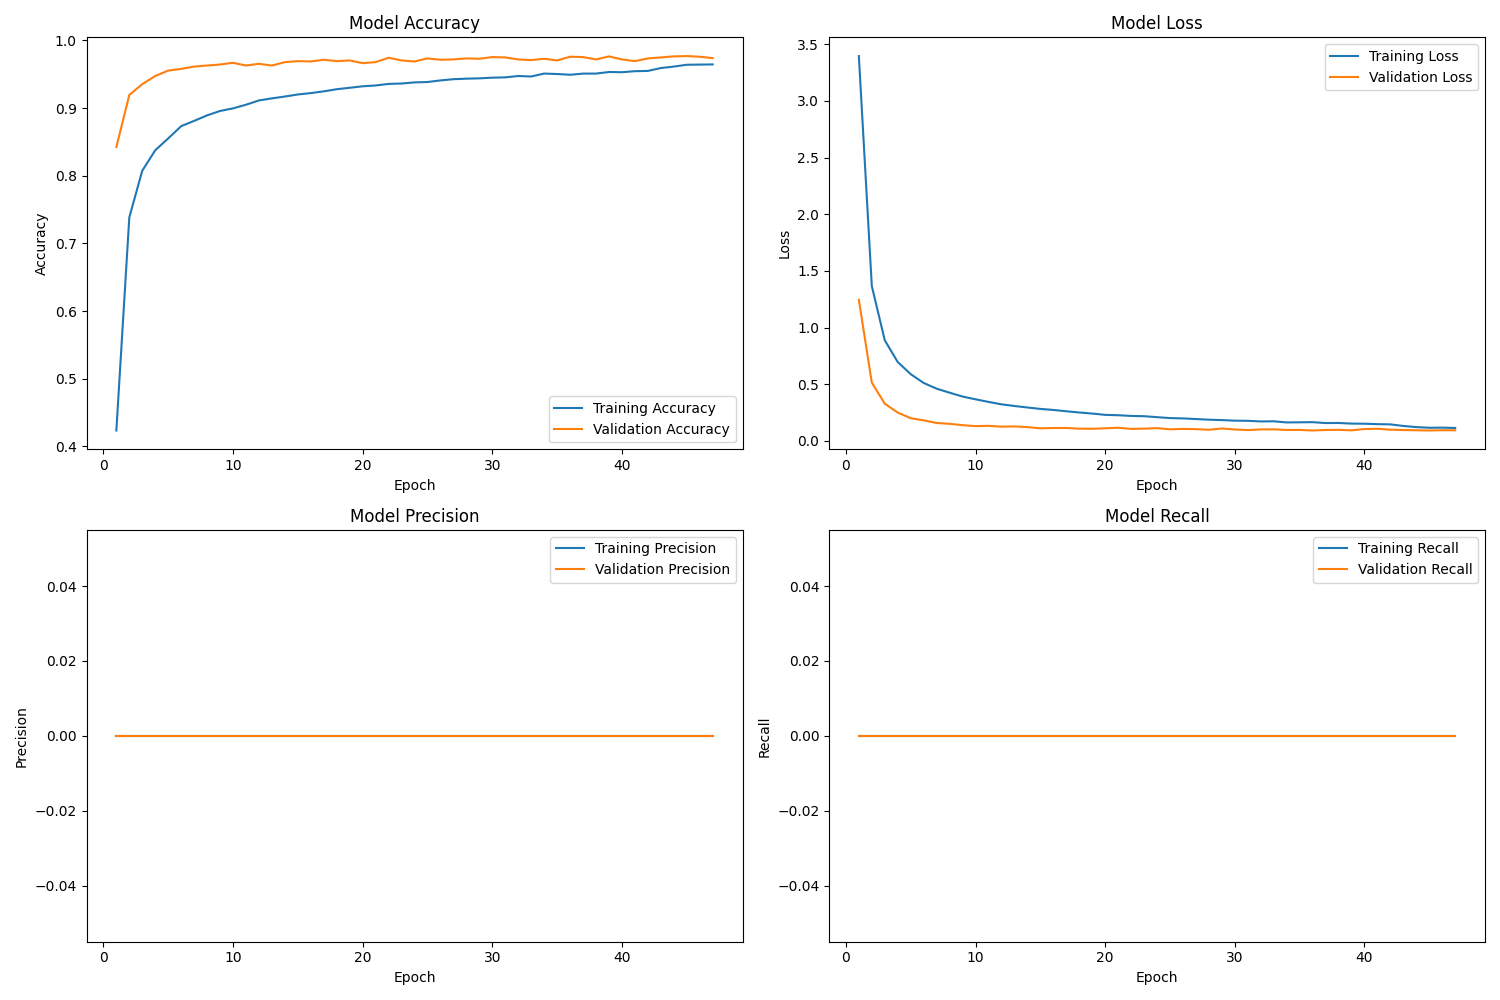 Model Accuracy
1.0
0.9
0.8
0.7
0.6
0.5
0.4
Accuracy
Training Accuracy
Validation Accuracy
0 10 20 30 40
Epoch
Model Loss
3.5
3.0
2.5
2.0
1.5
1.0
0.5
0.0
Loss
Training Loss
Validation Loss
0 10 20 30 40
Epoch
Model Precision
0.04
0.02
0.00
−0.02
−0.04
Precision
Training Precision
Validation Precision
0 10 20 30 40
Epoch
Model Recall
0.04
0.02
0.00
−0.02
−0.04
Recall
Training Recall
Validation Recall
0 10 20 30 40
Epoch